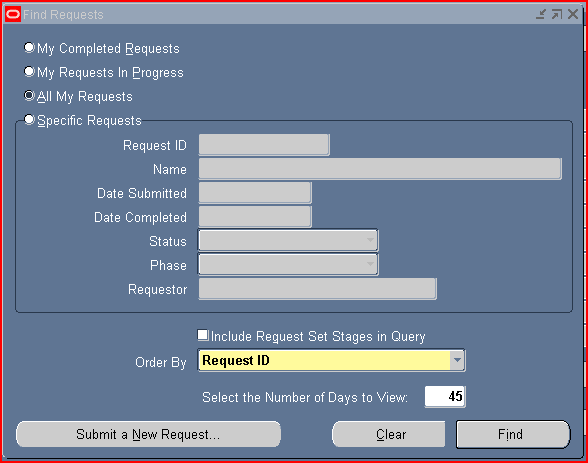 Find Requests
My Completed Requests
My Requests In Progress
All My Requests
Specific Requests
Request ID
Name
Date Submitted
Date Completed
Status
Phase
Requestor
Include Request Set Stages in Query
Order By Request ID
Select the Number of Days to View: 45
Submit a New Request... Clear Find